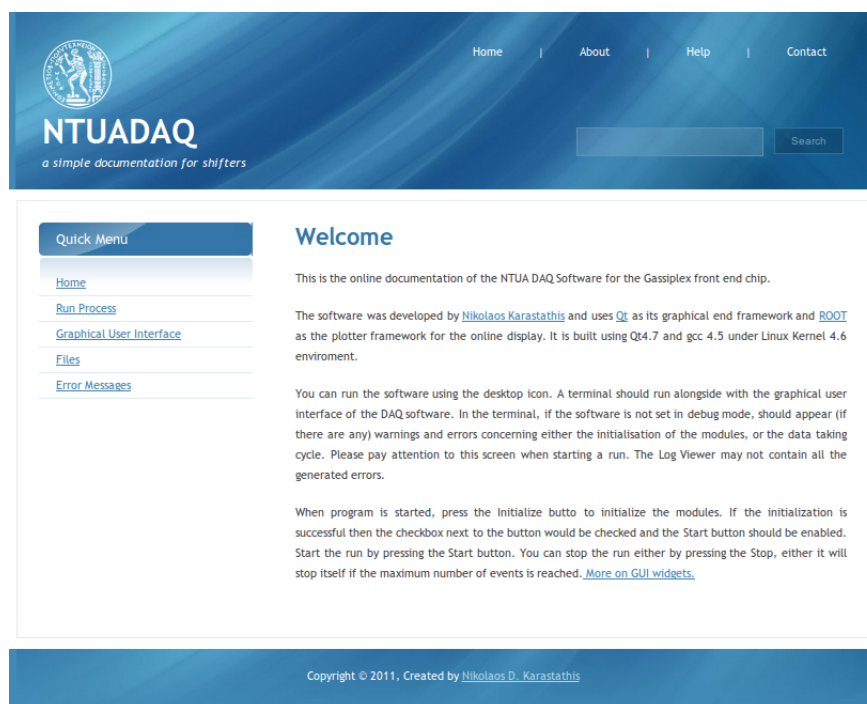 Home | About | Help | Contact
NTUADAQ
a simple documentation for shifters
Search
Quick Menu
Home
Run Process
Graphical User Interface
Files
Error Messages
Welcome
This is the online documentation of the NTUA DAQ Software for the Gassiplex front end chip.
The software was developed by Nikolaos Karastathis and uses Qt as its graphical end framework and ROOT
as the plotter framework for the online display. It is built using Qt4.7 and gcc 4.5 under Linux Kernel 4.6
enviroment.
You can run the software using the desktop icon. A terminal should run alongside with the graphical user
interface of the DAQ software. In the terminal, if the software is not set in debug mode, should appear (if
there are any) warnings and errors concerning either the initialisation of the modules, or the data taking
cycle. Please pay attention to this screen when starting a run. The Log Viewer may not contain all the
generated errors.
When program is started, press the Initialize butto to initialize the modules. If the initialization is
successful then the checkbox next to the button would be checked and the Start button should be enabled.
Start the run by pressing the Start button. You can stop the run either by pressing the Stop, either it will
stop itself if the maximum number of events is reached. More on GUI widgets.
Copyright © 2011, Created by Nikolaos D. Karastathis